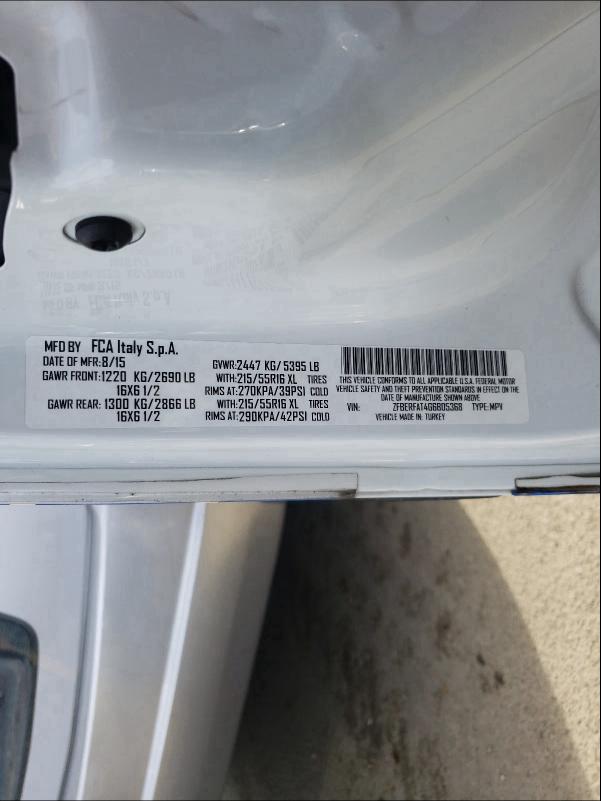 MFD BY FCA Italy S.p.A.
DATE OF MFR: 8/15 GVWR: 2447 KG/5395 LB
GAWR FRONT: 1220 KG/2690 LB WITH: 215/55R16 XL TIRES
16X6 1/2 RIMS AT: 270KPA/39PSI COLD
GAWR REAR: 1300 KG/2866 LB WITH: 215/55R16 XL TIRES
16X6 1/2 RIMS AT: 290KPA/42PSI COLD
THIS VEHICLE CONFORMS TO ALL APPLICABLE U.S.A. FEDERAL MOTOR
VEHICLE SAFETY AND THEFT PREVENTION STANDARDS IN EFFECT ON THE
DATE OF MANUFACTURE SHOWN ABOVE
VIN: ZFBERFAT4G6B05368 TYPE: MPV
VEHICLE MADE IN: TURKEY